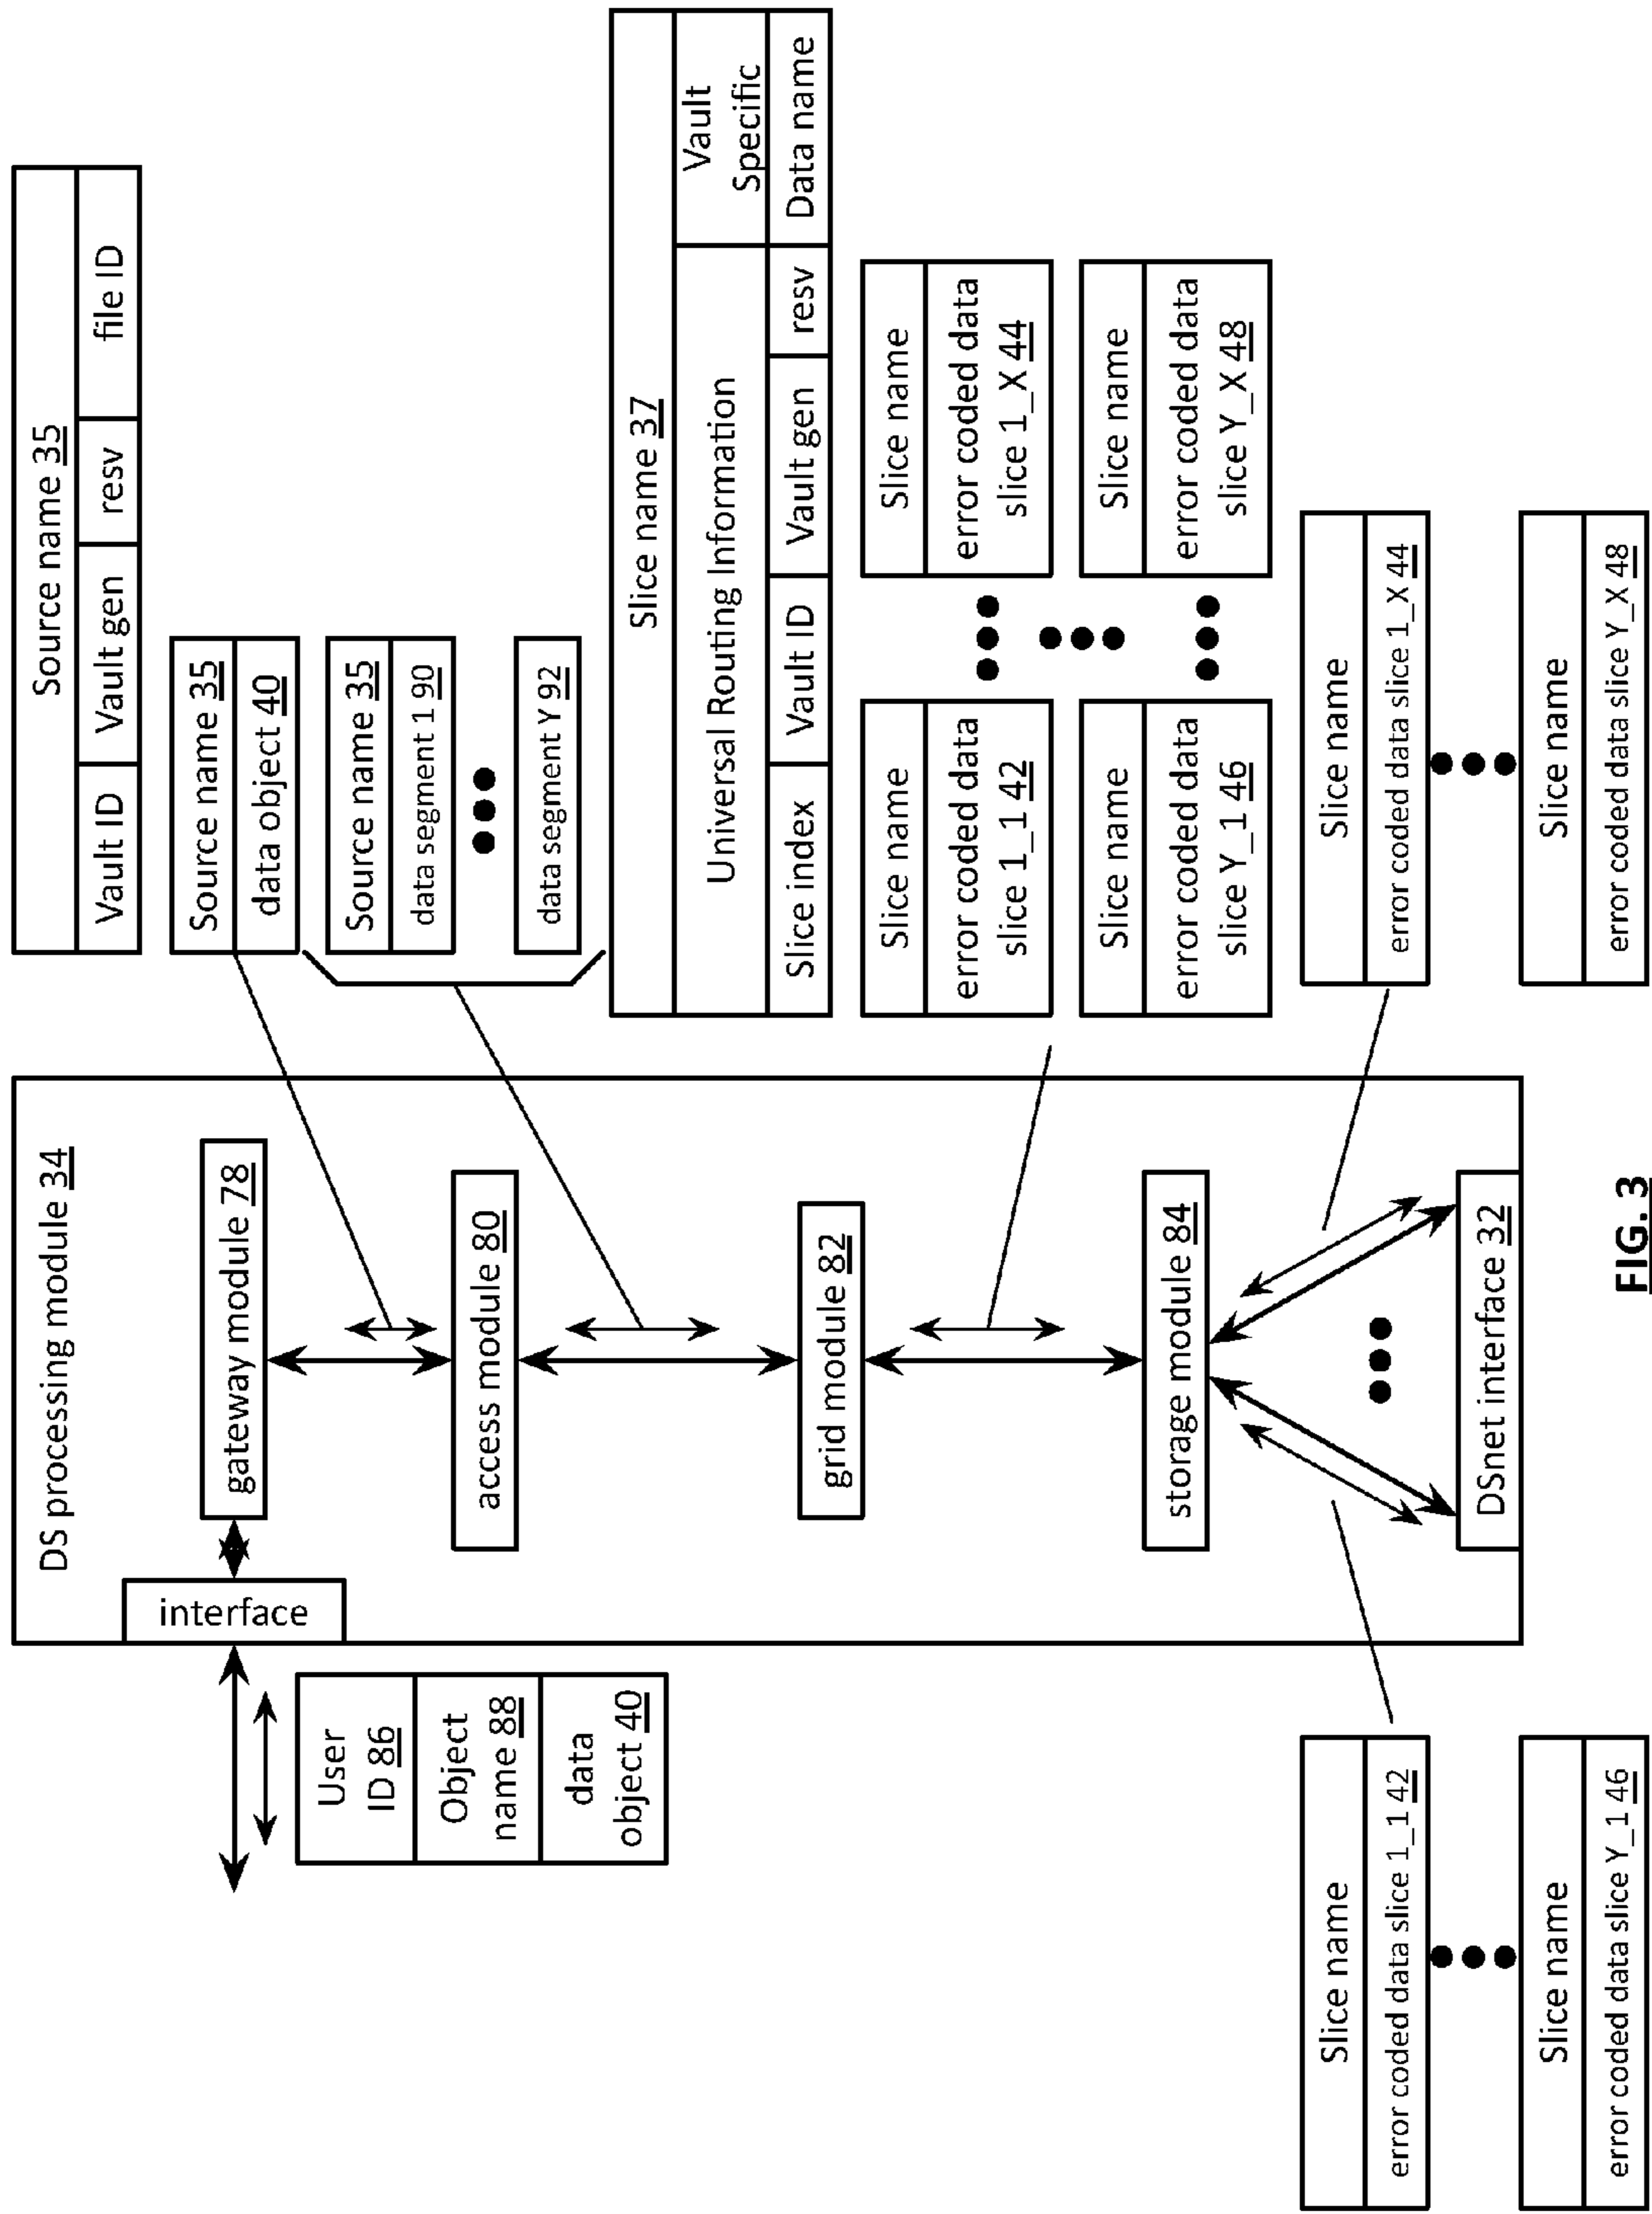 DS processing module 34
interface
gateway module 78
access module 80
grid module 82
storage module 84
DSnet interface 32
User
ID 86
Object
name 88
data
object 40
Source name 35
Vault ID
Vault gen
resv
file ID
Source name 35
data object 40
Source name 35
data segment 1 90
data segment Y 92
Slice name 37
Universal Routing Information
Vault
Specific
Slice index
Vault ID
Vault gen
resv
Data name
Slice name
error coded data
slice 1_1 42
Slice name
error coded data
slice 1_X 44
Slice name
error coded data
slice Y_1 46
Slice name
error coded data
slice Y_X 48
Slice name
error coded data slice 1_1 42
Slice name
error coded data slice Y_1 46
Slice name
error coded data slice 1_X 44
Slice name
error coded data slice Y_X 48
FIG. 3